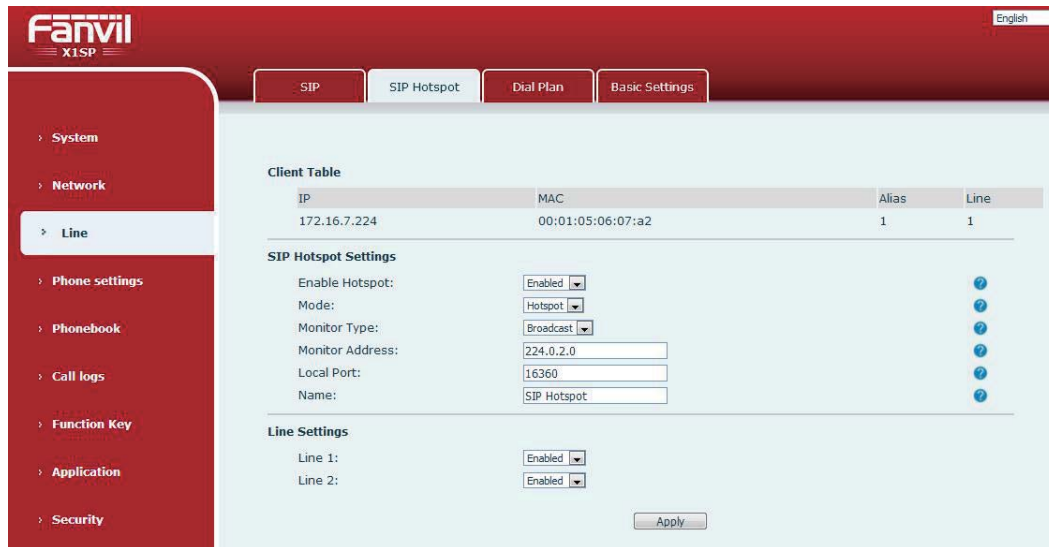 Fanvil
X1SP
English
SIP
SIP Hotspot
Dial Plan
Basic Settings
› System
› Network
› Line
› Phone settings
› Phonebook
› Call logs
› Function Key
› Application
› Security
Client Table
IP MAC Alias Line
172.16.7.224 00:01:05:06:07:a2 1 1
SIP Hotspot Settings
Enable Hotspot: Enabled ?
Mode: Hotspot ?
Monitor Type: Broadcast ?
Monitor Address: 224.0.2.0 ?
Local Port: 16360 ?
Name: SIP Hotspot ?
Line Settings
Line 1: Enabled
Line 2: Enabled
Apply